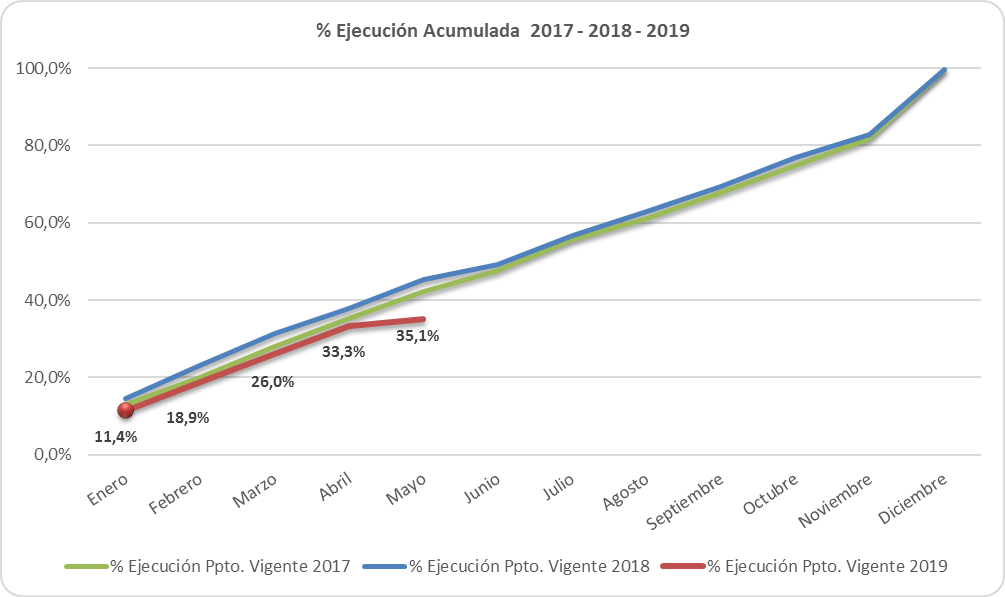 % Ejecución Acumulada 2017 - 2018 - 2019
100,0%
80,0%
60,0%
40,0%
20,0%
0,0%
11,4%
18,9%
26,0%
33,3%
35,1%
Enero
Febrero
Marzo
Abril
Mayo
Junio
Julio
Agosto
Septiembre
Octubre
Noviembre
Diciembre
% Ejecución Ppto. Vigente 2017
% Ejecución Ppto. Vigente 2018
% Ejecución Ppto. Vigente 2019